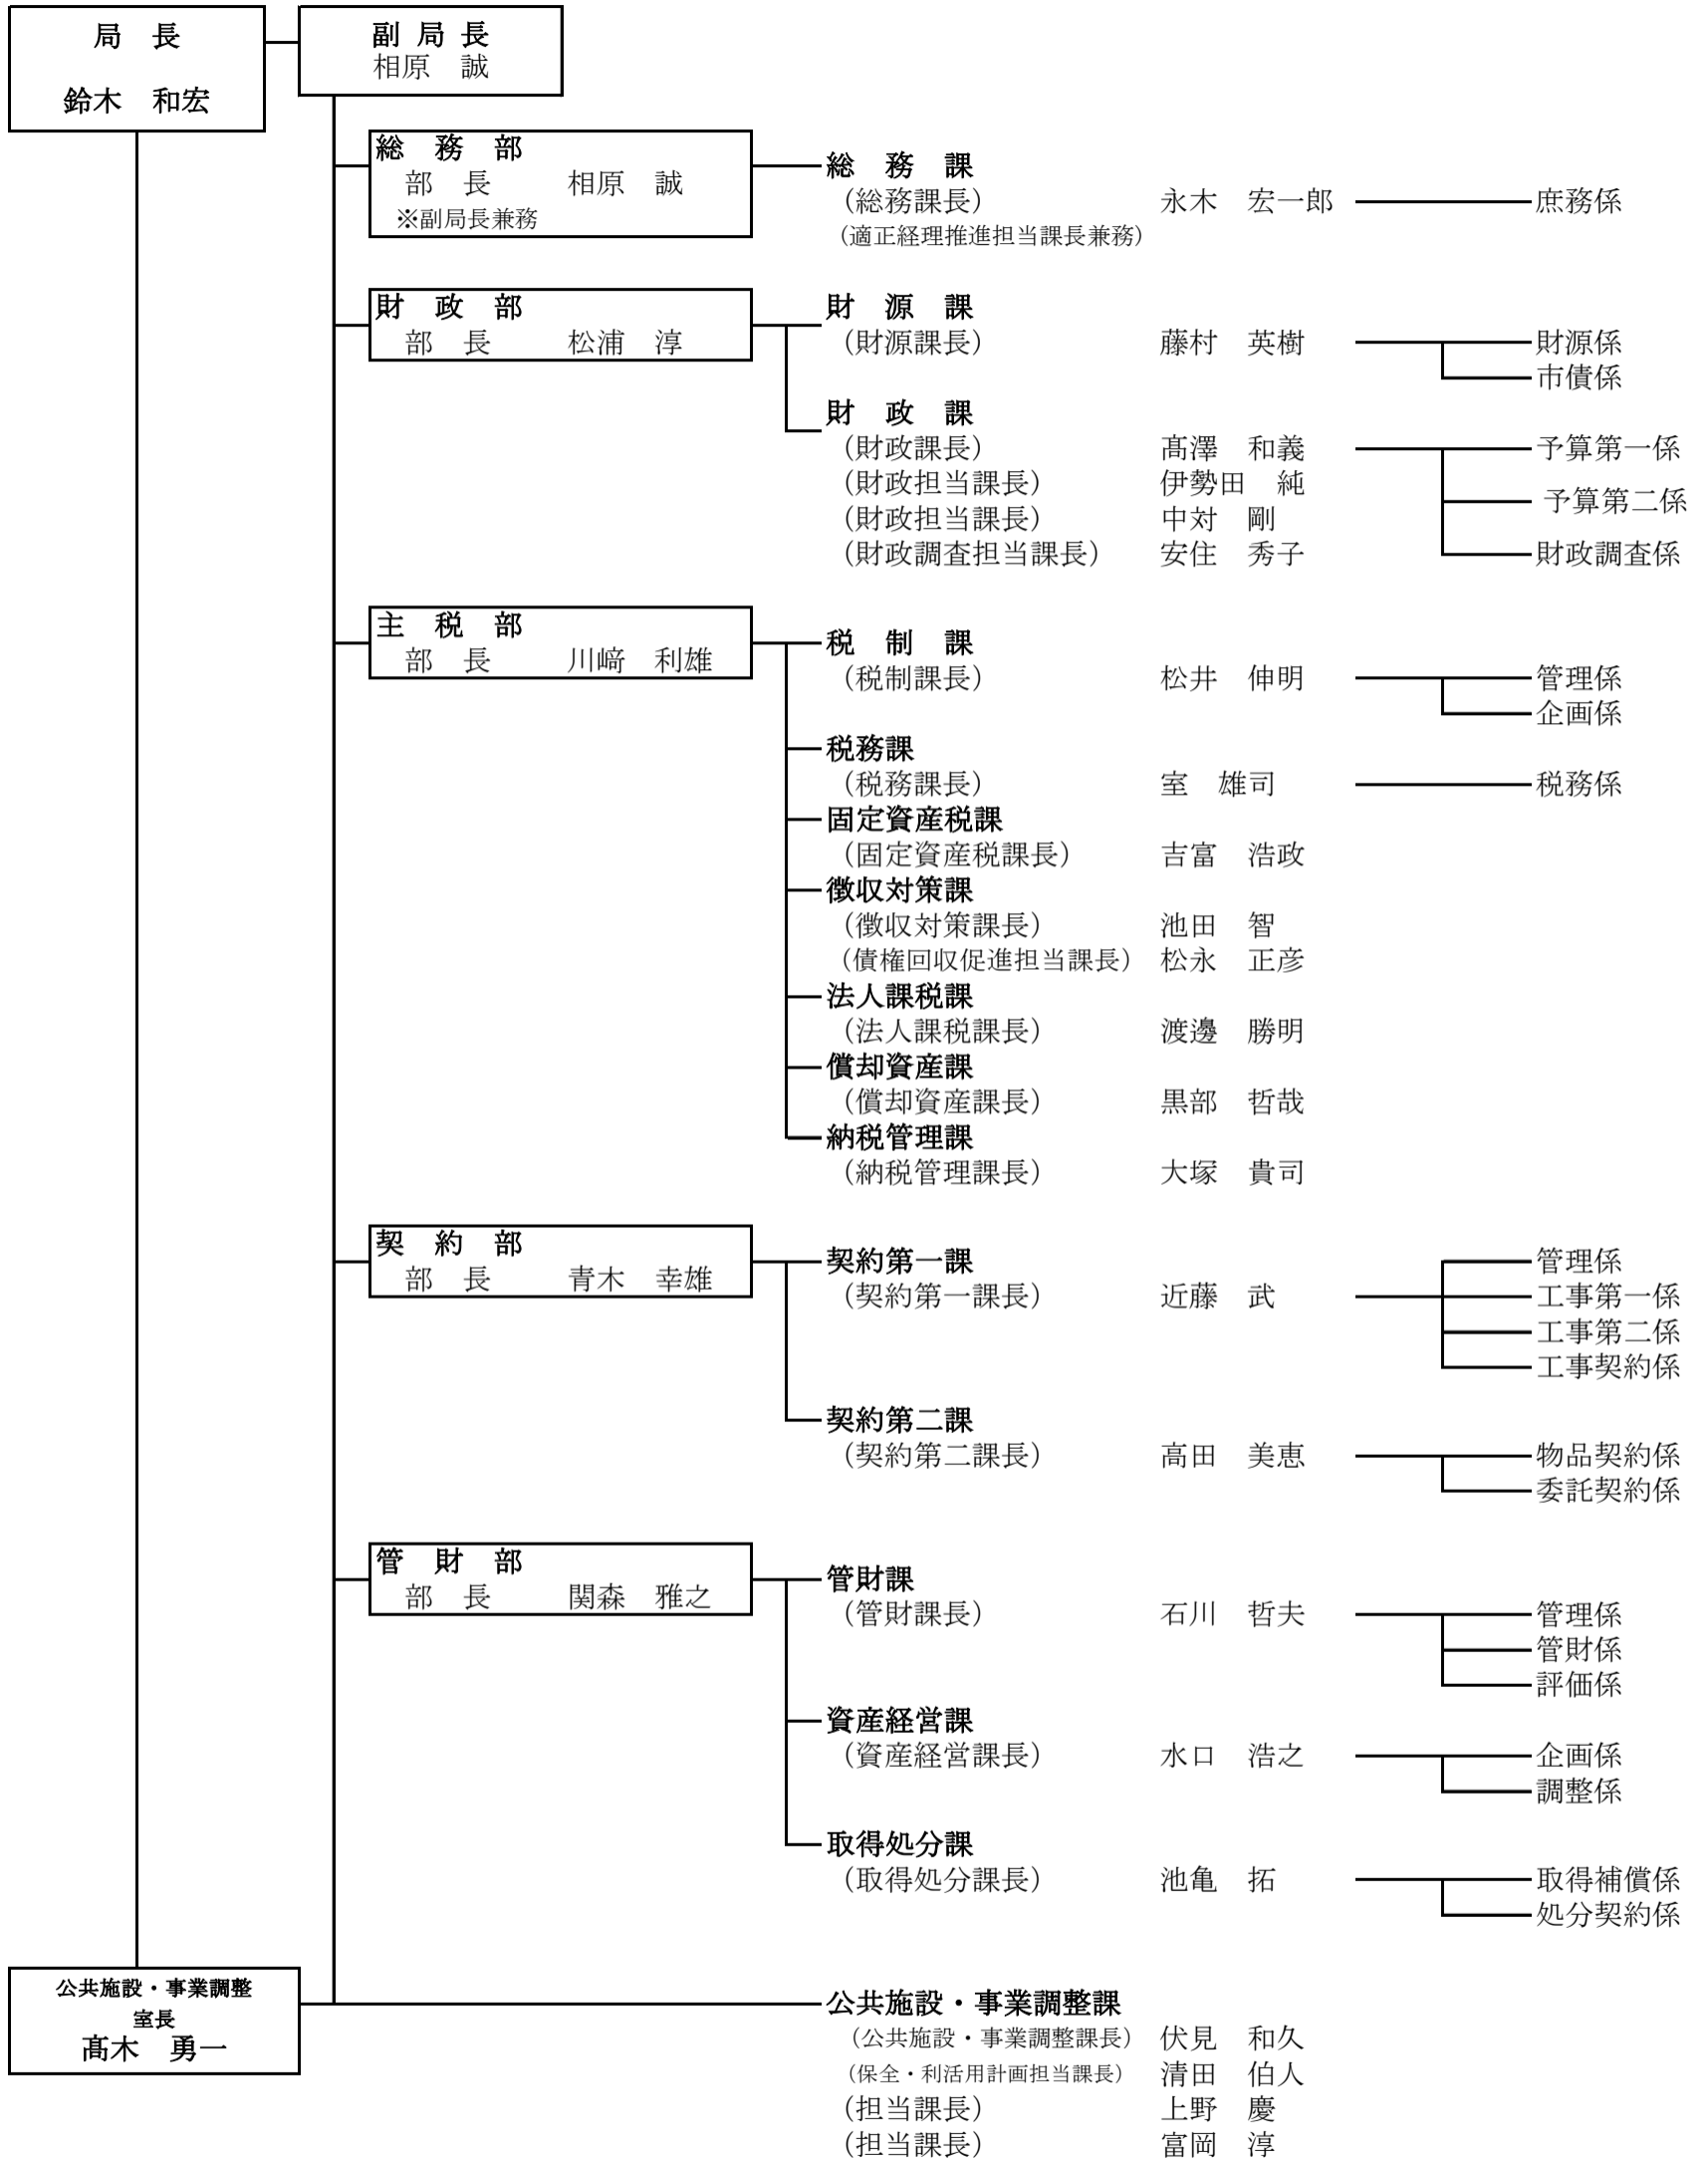 局　長
鈴木　和宏
副 局 長
相原　誠
総　務　部
部　長　　相原　誠
※副局長兼務
総　務　課
（総務課長）　永木　宏一郎　庶務係
（適正経理推進担当課長兼務）
財　政　部
部　長　　松浦　淳
財　源　課
（財源課長）　藤村　英樹　財源係
市債係
財　政　課
（財政課長）　髙澤　和義　予算第一係
（財政担当課長）　伊勢田　純
予算第二係
（財政担当課長）　中対　剛
（財政調査担当課長）　安住　秀子　財政調査係
主　税　部
部　長　　川﨑　利雄
税　制　課
（税制課長）　松井　伸明　管理係
企画係
税務課
（税務課長）　室　雄司　税務係
固定資産税課
（固定資産税課長）　吉富　浩政
徴収対策課
（徴収対策課長）　池田　智
（債権回収促進担当課長）　松永　正彦
法人課税課
（法人課税課長）　渡邊　勝明
償却資産課
（償却資産課長）　黒部　哲哉
納税管理課
（納税管理課長）　大塚　貴司
契　約　部
部　長　　青木　幸雄
契約第一課　管理係
（契約第一課長）　近藤　武　工事第一係
工事第二係
工事契約係
契約第二課
（契約第二課長）　高田　美恵　物品契約係
委託契約係
管　財　部
部　長　　関森　雅之
管財課
（管財課長）　石川　哲夫　管理係
管財係
評価係
資産経営課
（資産経営課長）　水口　浩之　企画係
調整係
取得処分課
（取得処分課長）　池亀　拓　取得補償係
処分契約係
公共施設・事業調整
室長
髙木　勇一
公共施設・事業調整課
（公共施設・事業調整課長）　伏見　和久
（保全・利活用計画担当課長）　清田　伯人
（担当課長）　上野　慶
（担当課長）　富岡　淳